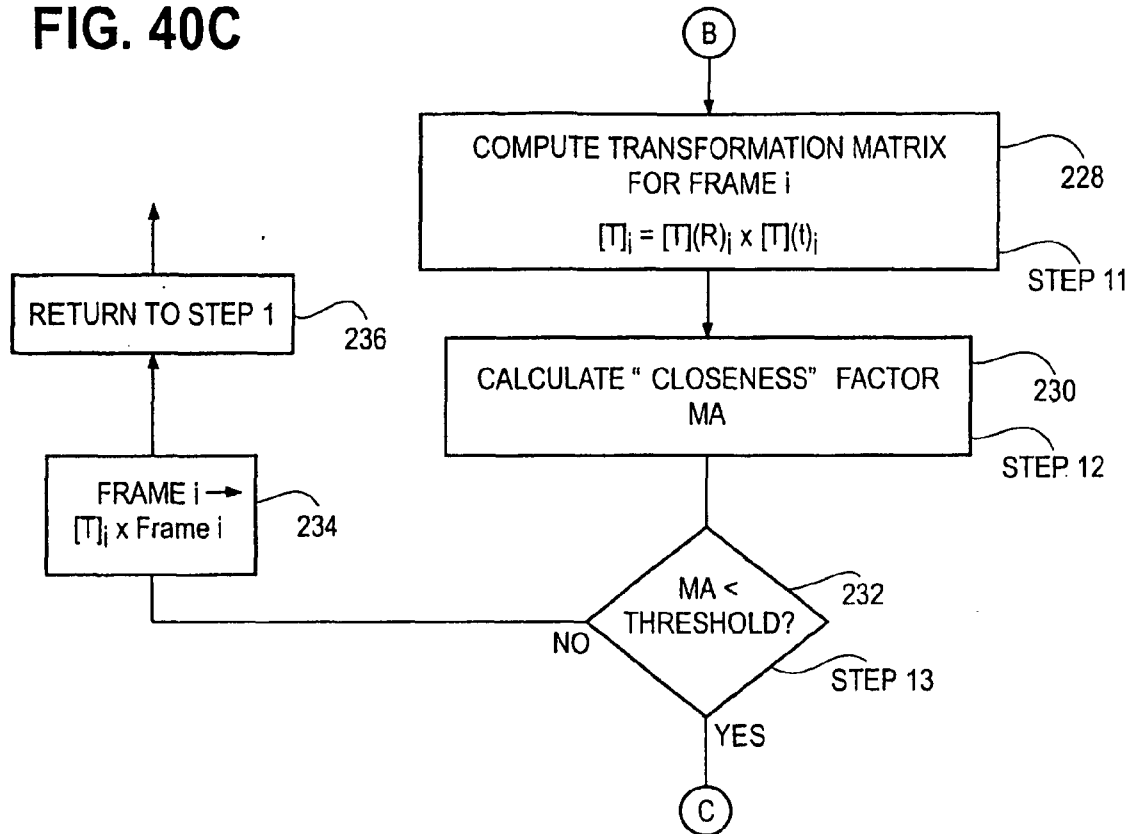 FIG. 40C
B
COMPUTE TRANSFORMATION MATRIX
FOR FRAME i
[T]i = [T](R)i x [T](t)i
228
STEP 11
CALCULATE " CLOSENESS" FACTOR
MA
230
STEP 12
MA <
THRESHOLD?
232
STEP 13
NO
YES
C
FRAME i →
[T]i x Frame i
234
RETURN TO STEP 1
236